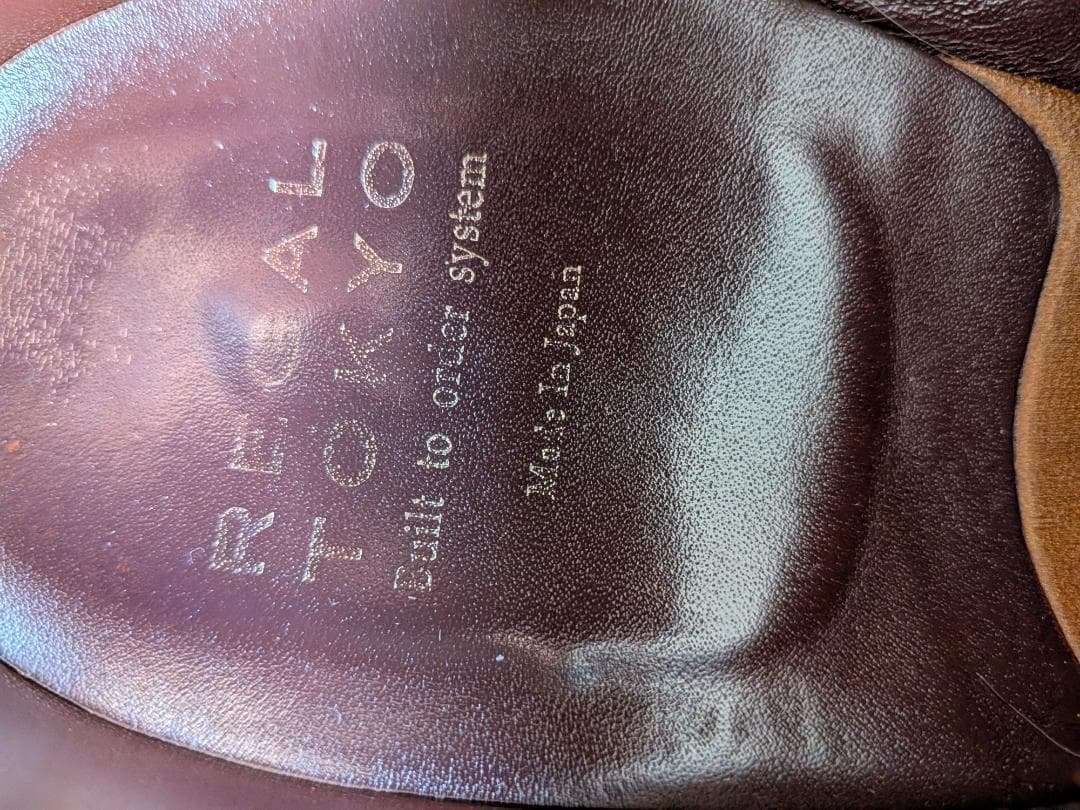 REGAL
TOKYO
Built to order system
Made In Japan